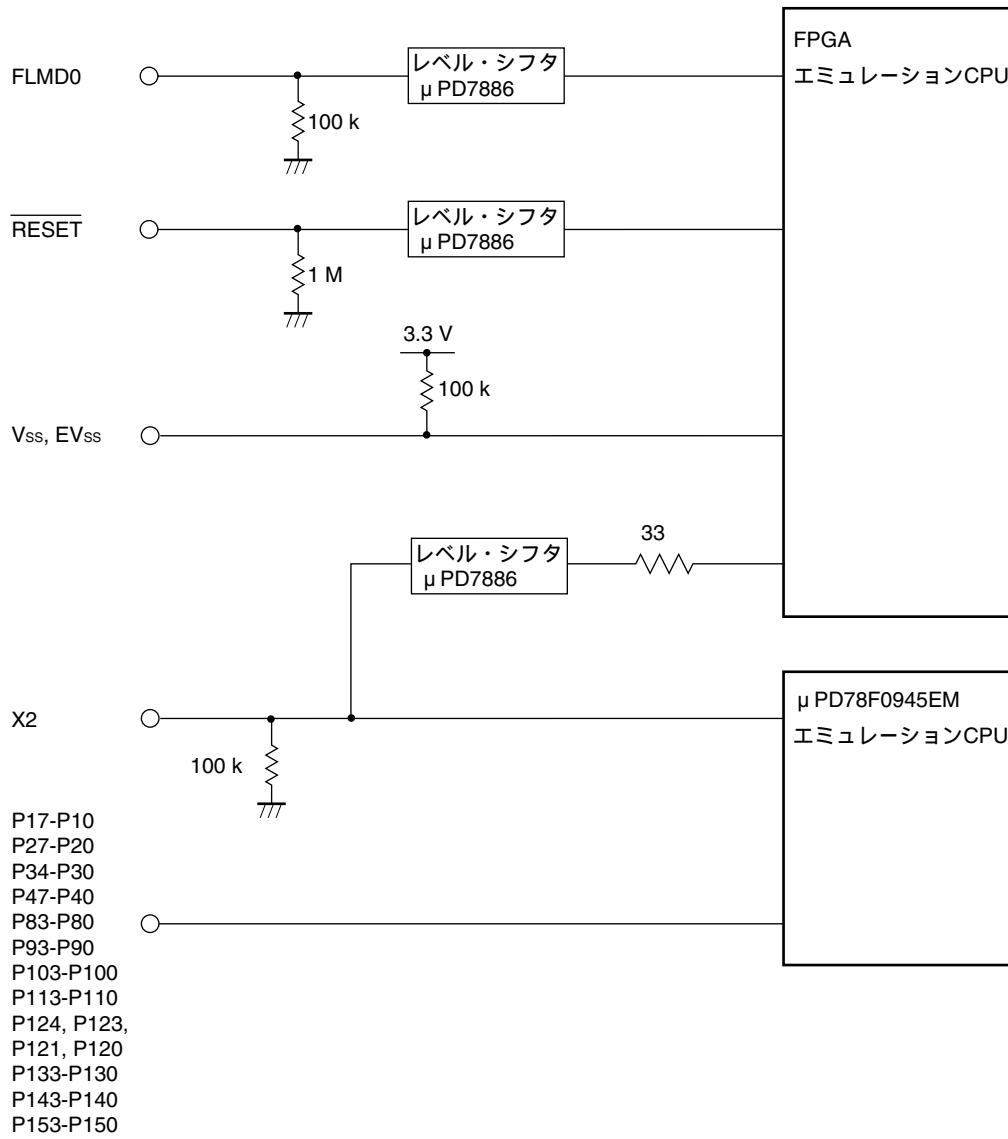 FPGA
エミュレーションCPU
FLMD0
レベル・シフタ
μ PD7886
100 k
RESET
レベル・シフタ
μ PD7886
1 M
3.3 V
100 k
VSS, EVSS
33
レベル・シフタ
μ PD7886
X2
100 k
μ PD78F0945EM
エミュレーションCPU
P17-P10
P27-P20
P34-P30
P47-P40
P83-P80
P93-P90
P103-P100
P113-P110
P124, P123,
P121, P120
P133-P130
P143-P140
P153-P150